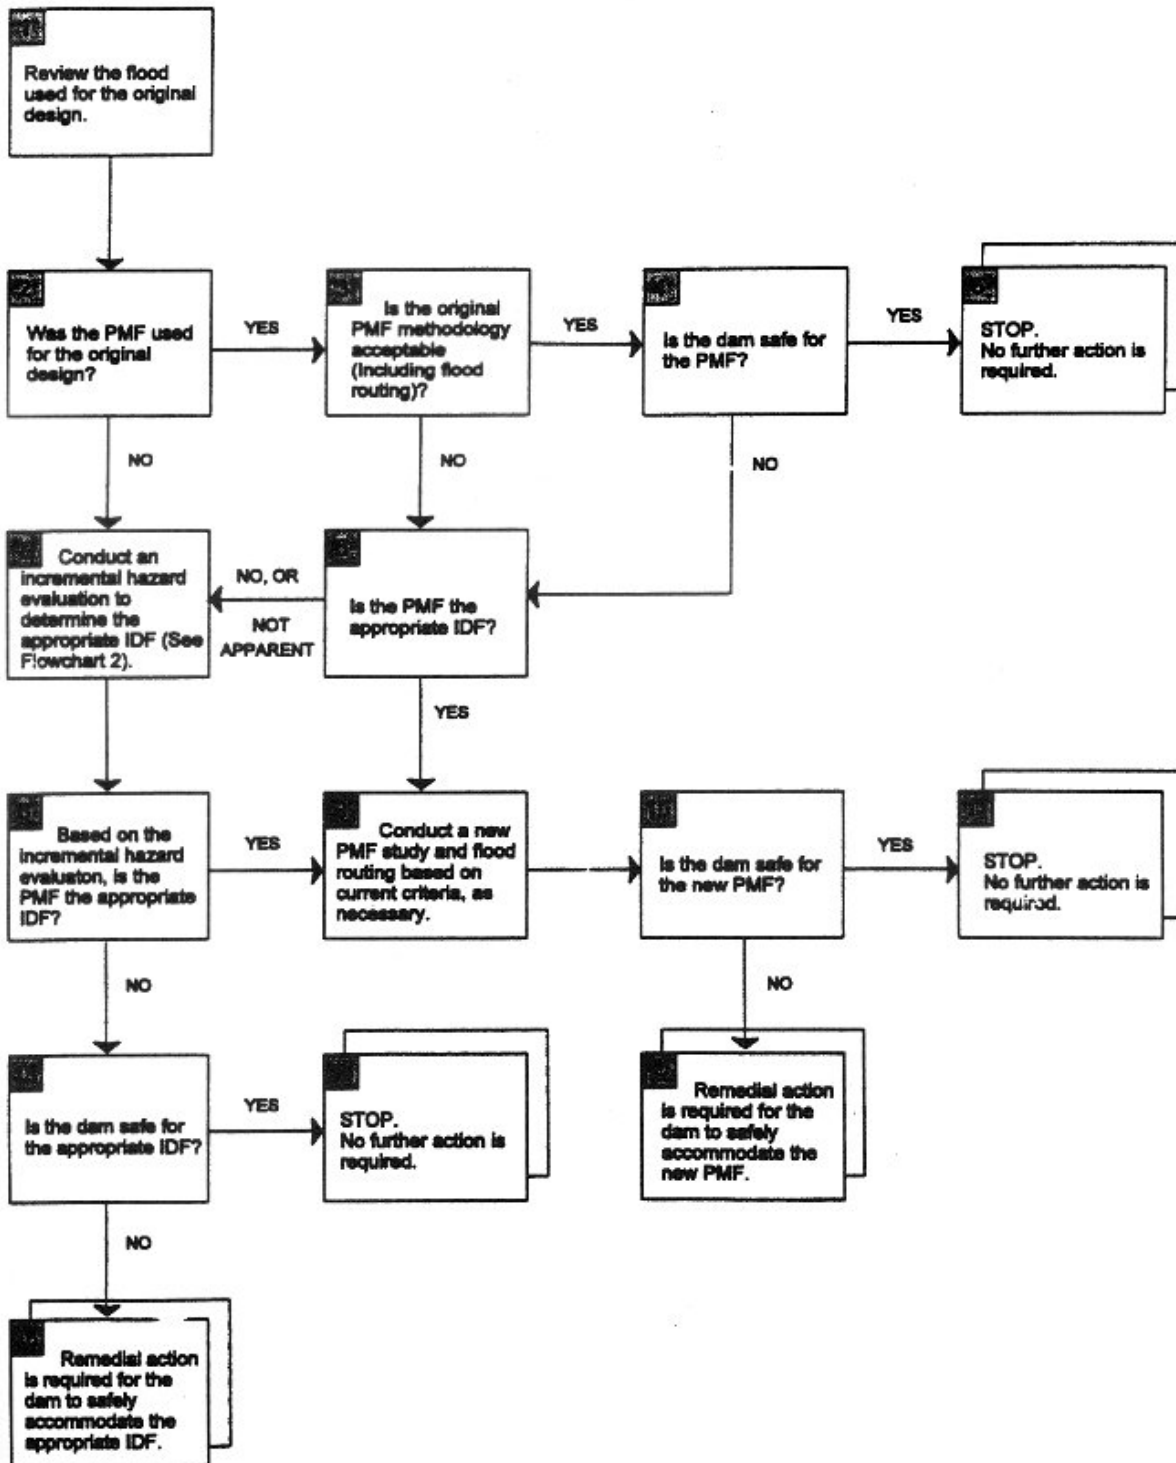 Review the flood
used for the original
design.
Was the PMF used
for the original
design?
YES
Is the original
PMF methodology
acceptable
(Including flood
routing)?
YES
Is the dam safe for
the PMF?
YES
STOP.
No further action is
required.
NO
NO
NO
Conduct an
incremental hazard
evaluation to
determine the
appropriate IDF (See
Flowchart 2).
NO, OR
NOT
APPARENT
Is the PMF the
appropriate IDF?
YES
Based on the
incremental hazard
evaluaton, is the
PMF the appropriate
IDF?
YES
Conduct a new
PMF study and flood
routing based on
current criteria, as
necessary.
Is the dam safe for
the new PMF?
YES
STOP.
No further action is
required.
NO
NO
Is the dam safe for
the appropriate IDF?
YES
STOP.
No further action is
required.
Remedial action
is required for the
dam to safely
accommodate the
new PMF.
NO
Remedial action
is required for the
dam to safely
accommodate the
appropriate IDF.